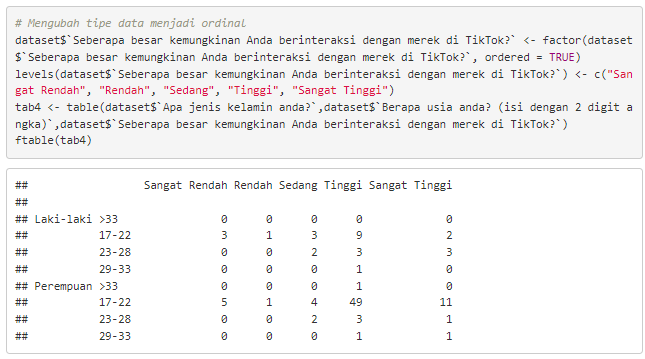 # Mengubah tipe data menjadi ordinal
dataset$`Seberapa besar kemungkinan Anda berinteraksi dengan merek di TikTok?` <- factor(dataset
$`Seberapa besar kemungkinan Anda berinteraksi dengan merek di TikTok?`, ordered = TRUE)
levels(dataset$`Seberapa besar kemungkinan Anda berinteraksi dengan merek di TikTok?`) <- c("San
gat Rendah", "Rendah", "Sedang", "Tinggi", "Sangat Tinggi")
tab4 <- table(dataset$`Apa jenis kelamin anda?`,dataset$`Berapa usia anda? (isi dengan 2 digit a
ngka)`,dataset$`Seberapa besar kemungkinan Anda berinteraksi dengan merek di TikTok?`)
ftable(tab4)
##                 Sangat Rendah Rendah Sedang Tinggi Sangat Tinggi
##
## Laki-laki >33               0      0      0      0             0
##           17-22             3      1      3      9             2
##           23-28             0      0      2      3             3
##           29-33             0      0      0      1             0
## Perempuan >33               0      0      0      1             0
##           17-22             5      1      4     49            11
##           23-28             0      0      2      3             1
##           29-33             0      0      0      1             1